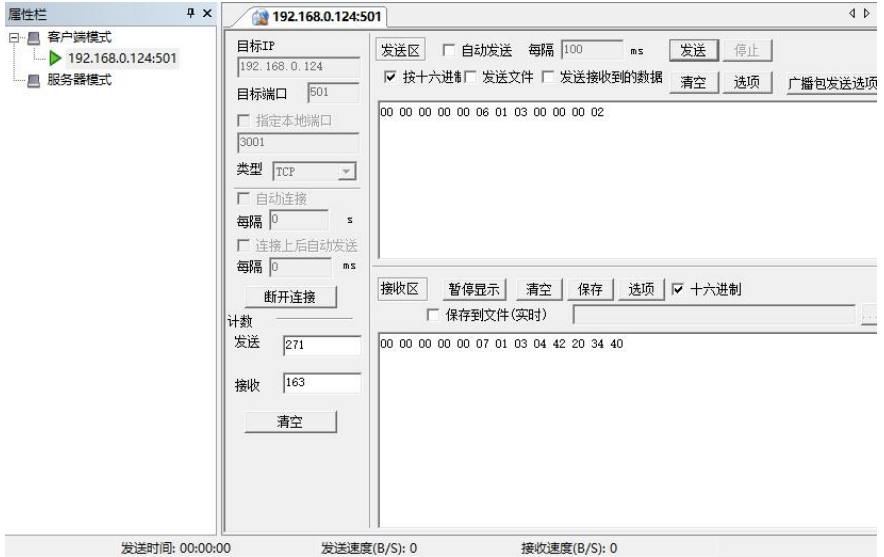 属性栏
客户端模式
192.168.0.124:501
服务器模式
192.168.0.124:501
目标IP
192.168.0.124
目标端口 501
指定本地端口
3001
类型 TCP
自动连接
每隔 0 s
连接上后自动发送
每隔 0 ms
断开连接
计数
发送 271
接收 163
清空
发送区 自动发送 每隔 100 ms 发送 停止
按十六进制 发送文件 发送接收到的数据 清空 选项 广播包发送选项
00 00 00 00 00 06 01 03 00 00 00 02
接收区 暂停显示 清空 保存 选项 十六进制
保存到文件(实时) ...
00 00 00 00 00 07 01 03 04 42 20 34 40
发送时间: 00:00:00 发送速度(B/S): 0 接收速度(B/S): 0